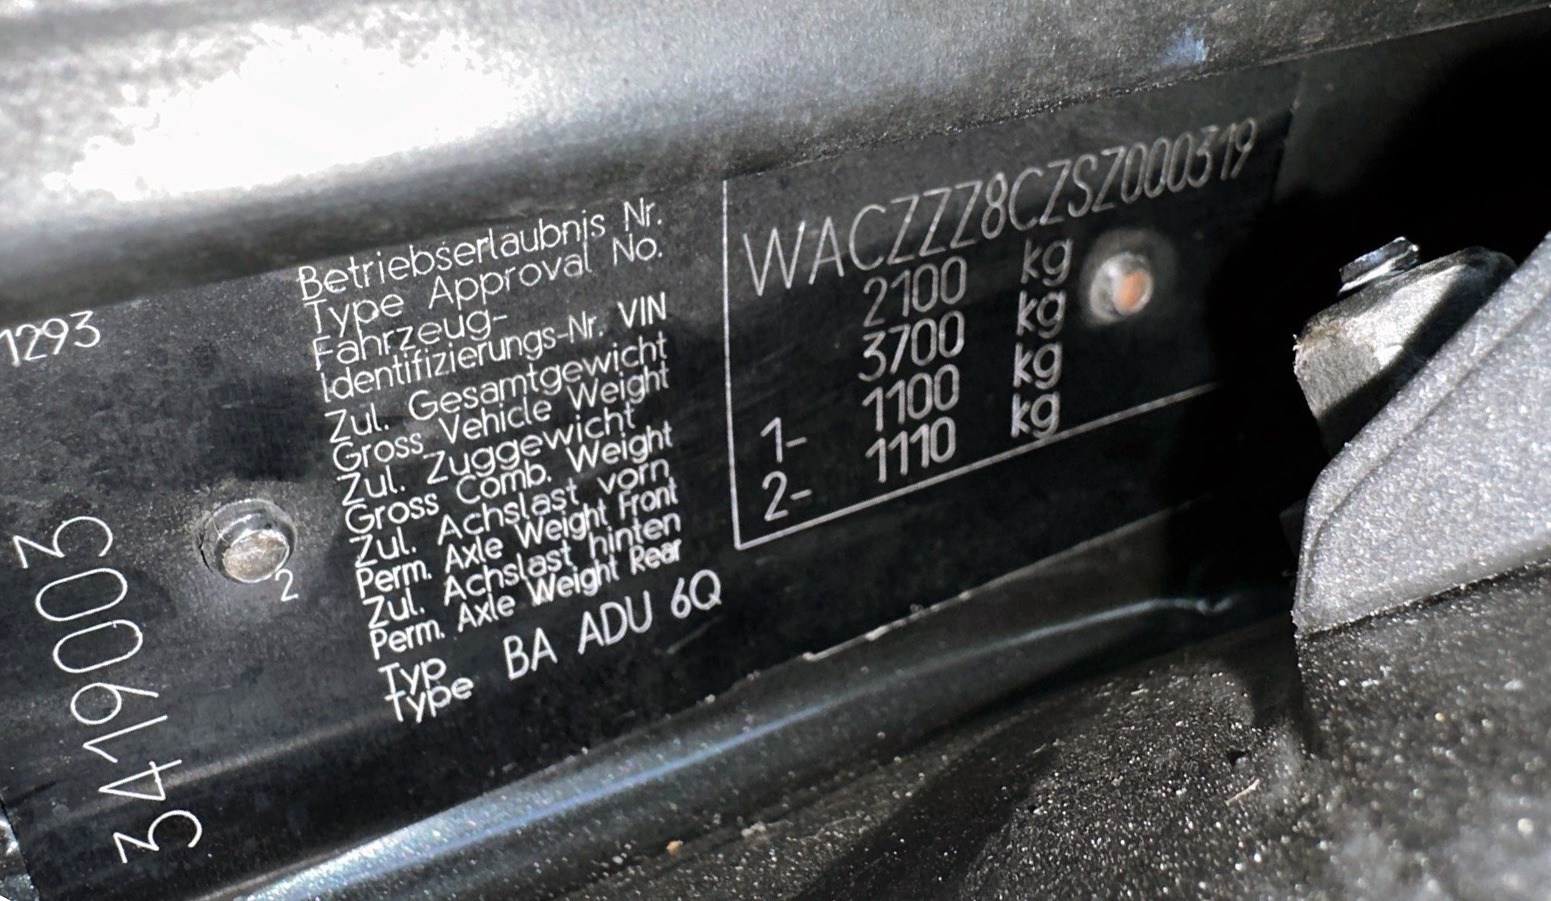 1293
3419003
2
Betriebserlaubnis Nr.
Type Approval No.
Fahrzeug-
Identifizierungs-Nr. VIN
Zul. Gesamtgewicht
Gross Vehicle Weight
Zul. Zuggewicht
Gross Comb. Weight
Zul. Achslast vorn
Perm. Axle Weight Front
Zul. Achslast hinten
Perm. Axle Weight Rear
Typ
Type BA ADU 6Q
WACZZZ8CZSZ000319
2100 kg
3700 kg
1- 1100 kg
2- 1110 kg